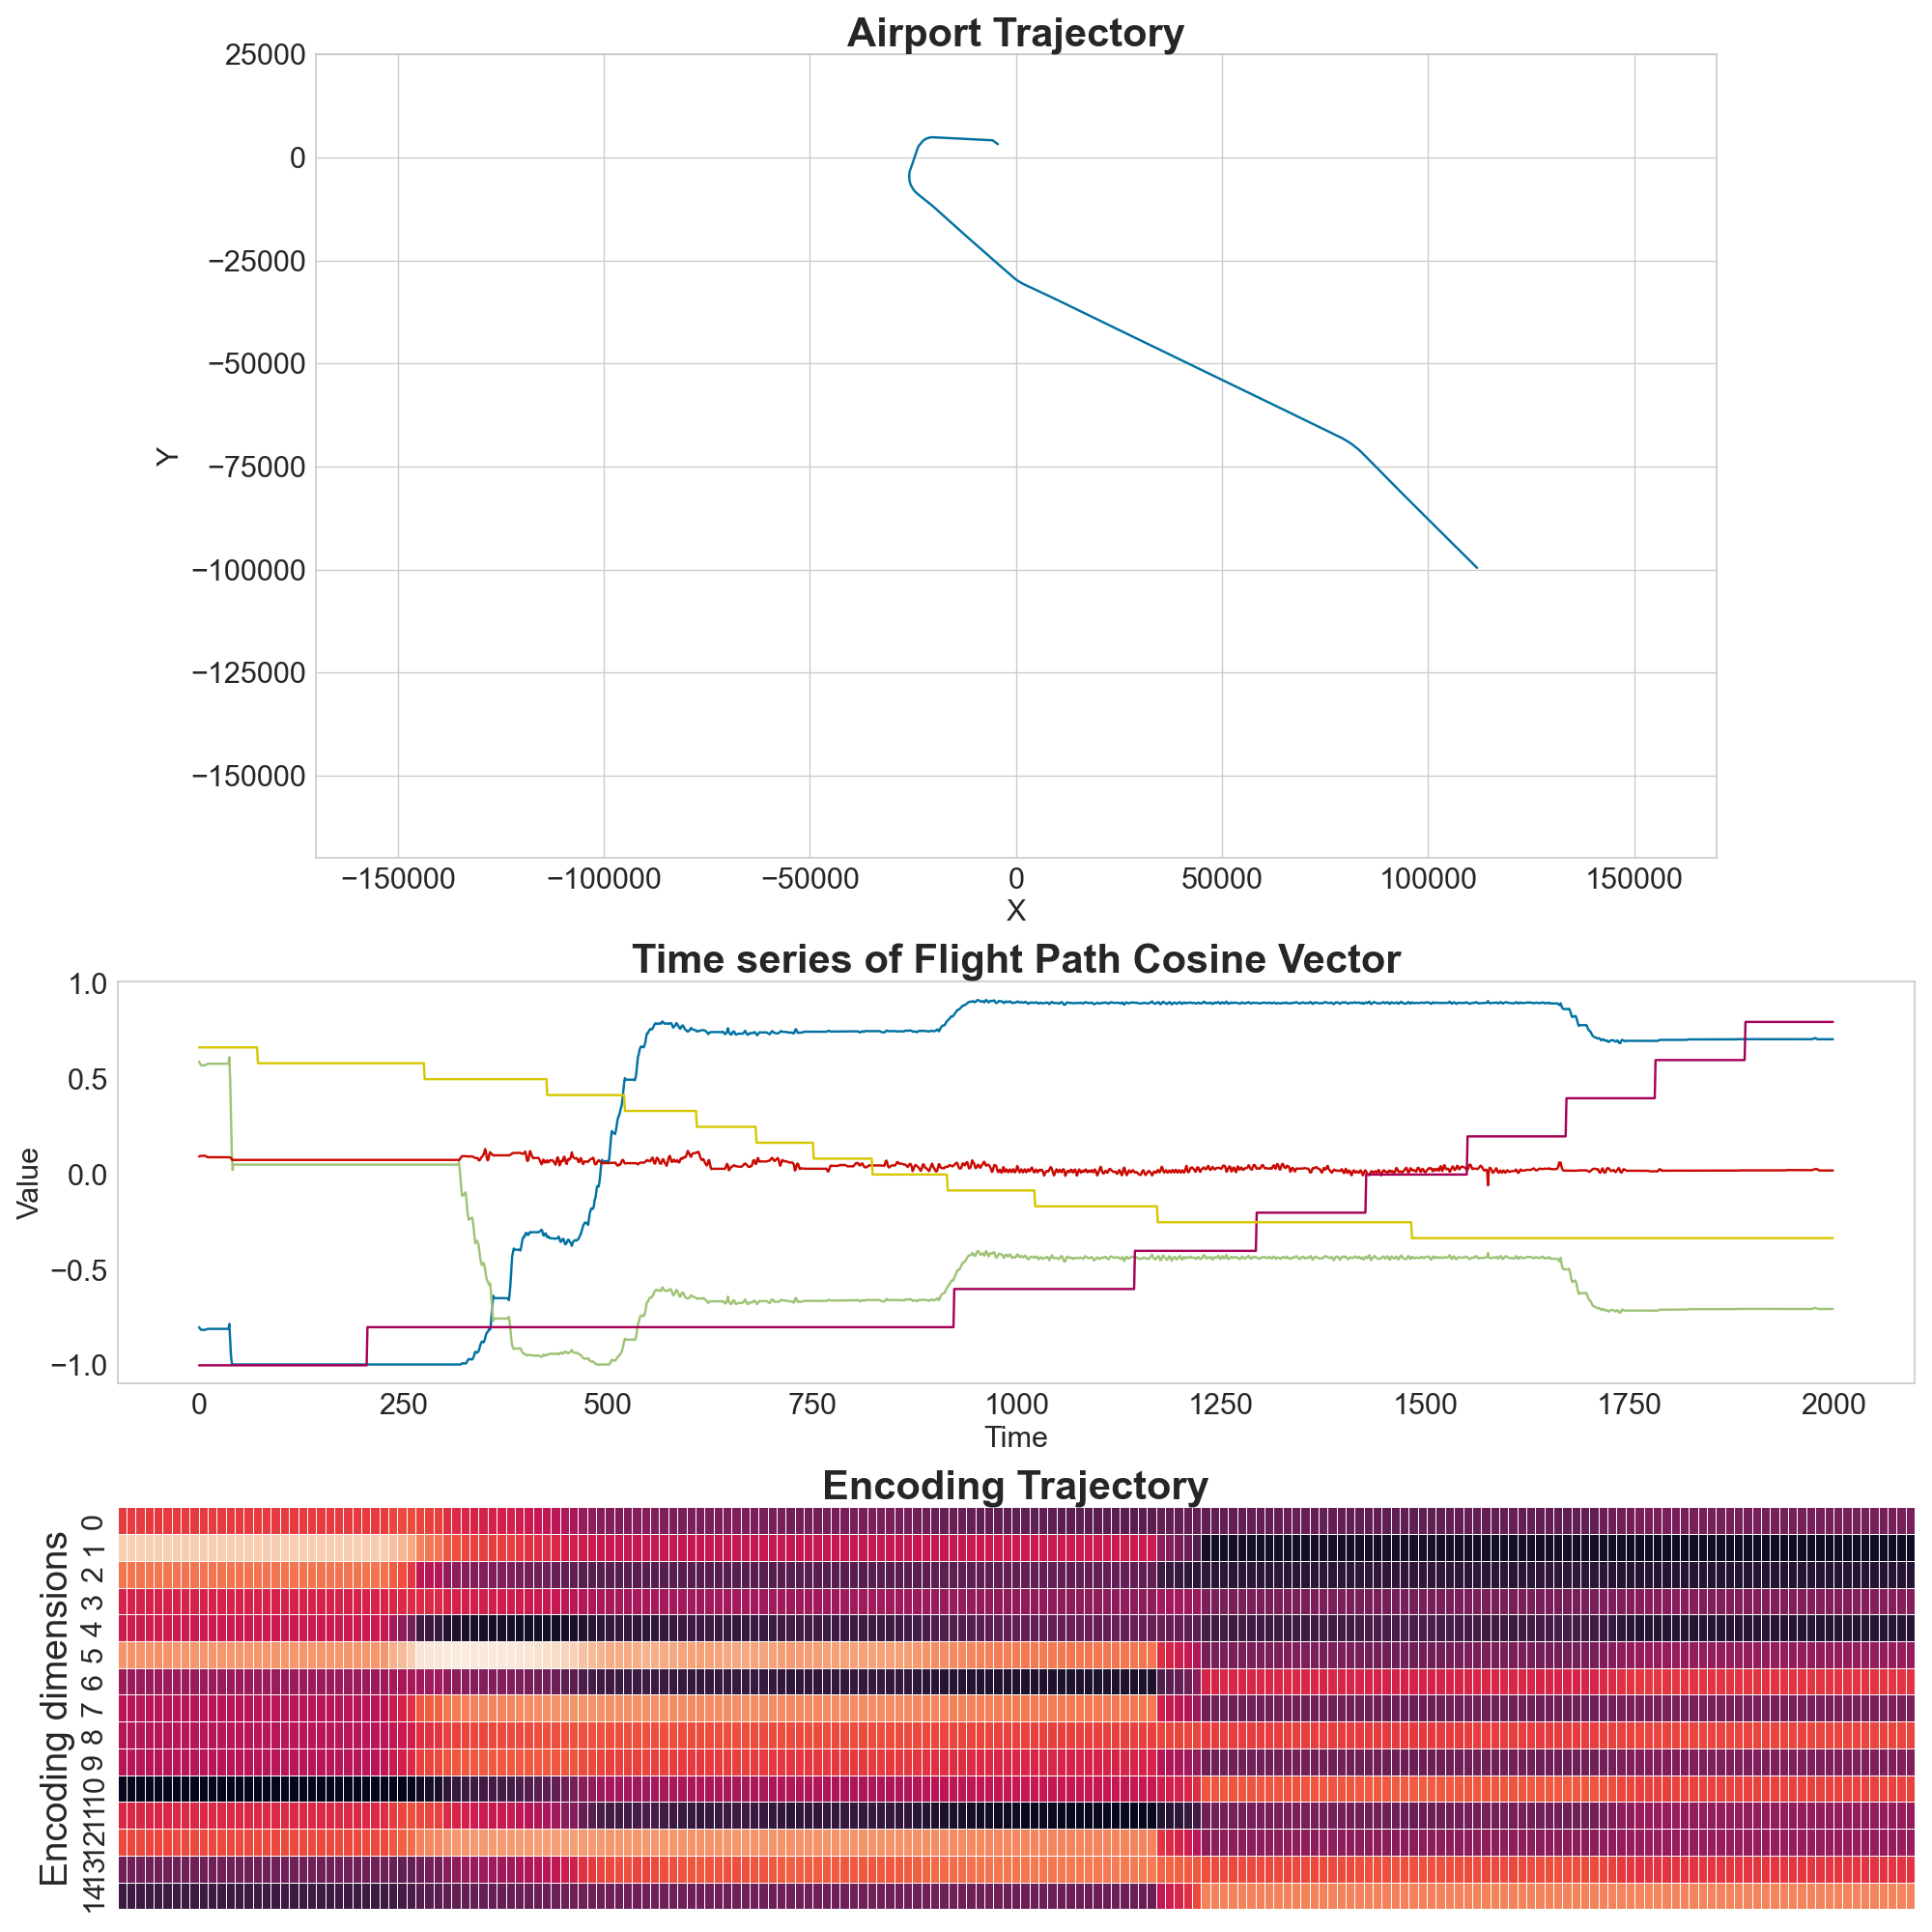 Airport Trajectory
25000
0
−25000
−50000
−75000
−100000
−125000
−150000
Y
−150000 −100000 −50000 0 50000 100000 150000
X
Time series of Flight Path Cosine Vector
1.0
0.5
0.0
−0.5
−1.0
Value
0 250 500 750 1000 1250 1500 1750 2000
Time
Encoding Trajectory
Encoding dimensions
0
1
2
3
4
5
6
7
8
9
10
11
12
13
14